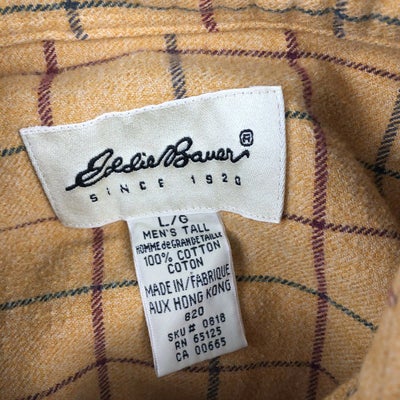 Eddie Bauer ®
SINCE 1920
L/G
MEN'S TALL
HOMME de GRANDE TAILLE
100% COTTON
COTON
MADE IN/FABRIQUE
AUX HONG KONG
820
SKU # 0818
RN 65125
CA 00665